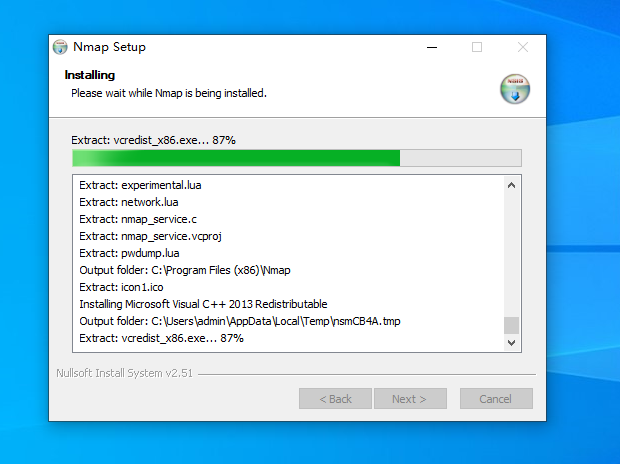 Nmap Setup
Installing
Please wait while Nmap is being installed.
Extract: vcredist_x86.exe... 87%
Extract: experimental.lua
Extract: network.lua
Extract: nmap_service.c
Extract: nmap_service.vcproj
Extract: pwdump.lua
Output folder: C:\Program Files (x86)\Nmap
Extract: icon1.ico
Installing Microsoft Visual C++ 2013 Redistributable
Output folder: C:\Users\admin\AppData\Local\Temp\nsmCB4A.tmp
Extract: vcredist_x86.exe... 87%
Nullsoft Install System v2.51
< Back
Next >
Cancel